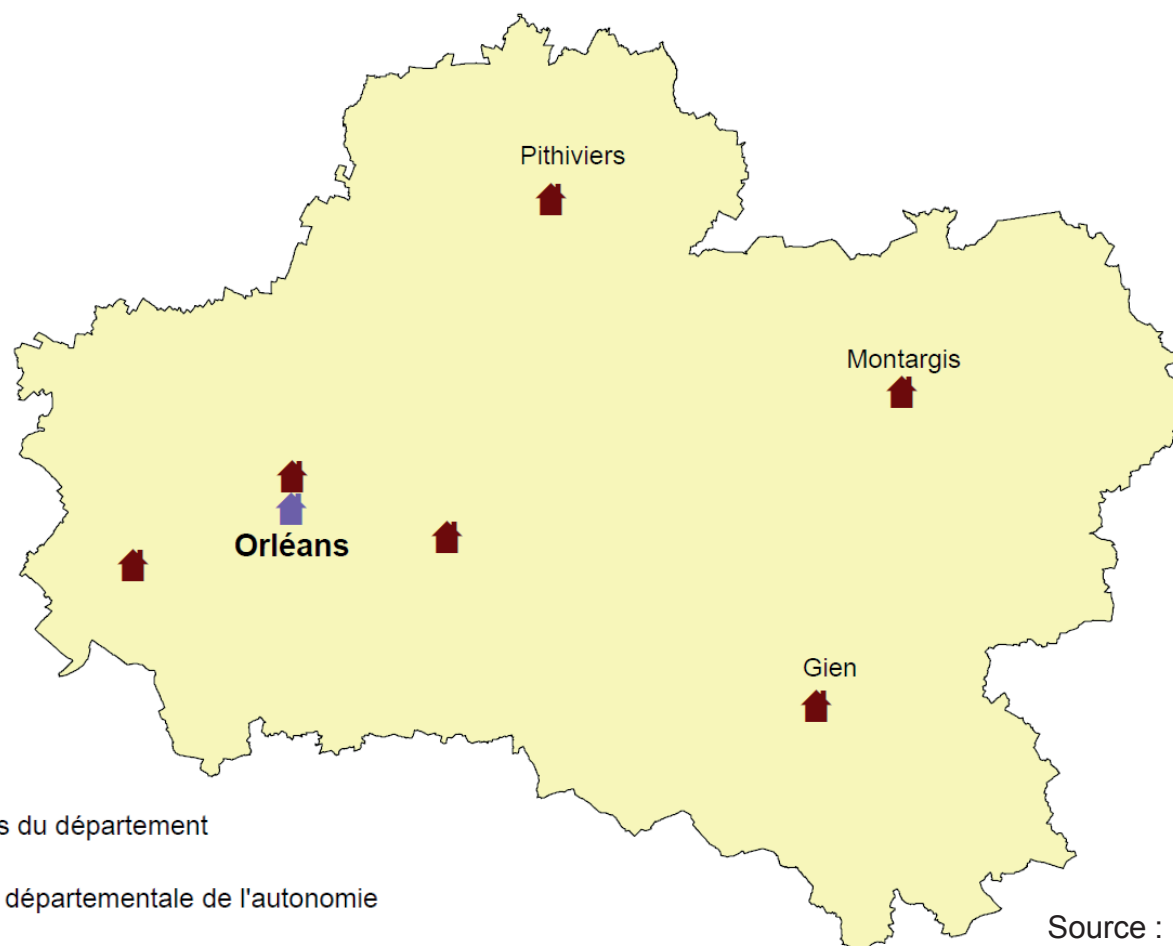 Pithiviers
Montargis
Orléans
Gien
s du département
départementale de l'autonomie
Source :